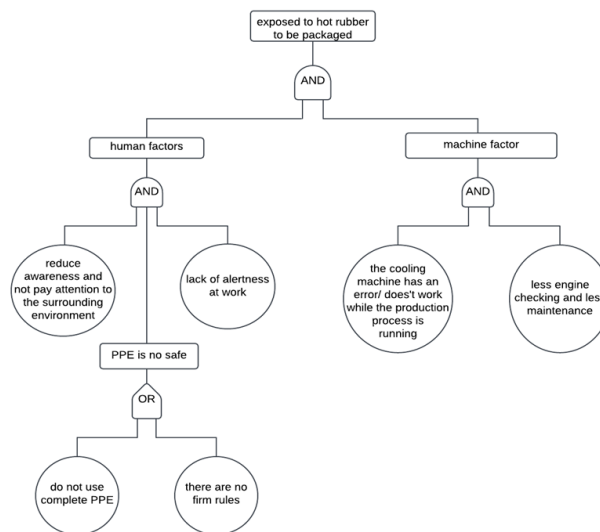 exposed to hot rubber
to be packaged
AND
human factors
machine factor
AND
AND
reduce
awareness and
not pay attention to
the surrounding
environment
lack of alertness
at work
the cooling
machine has an
error/ does't work
while the production
process is
running
less engine
checking and les
maintenance
PPE is no safe
OR
do not use
complete PPE
there are no
firm rules